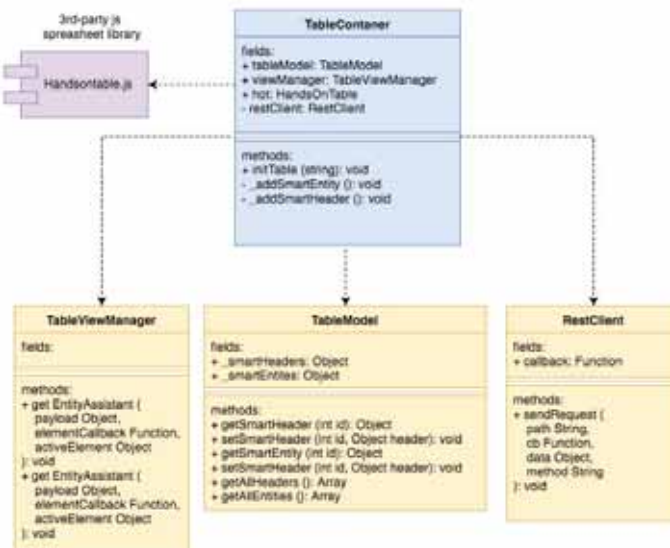 3rd-party js
spreasheet library
Handsontable.js
TableContaner
fields:
+ tableModel: TableModel
+ viewManager: TableViewManager
+ hot: HandsOnTable
- restClient: RestClient
methods:
+ initTable (string): void
- _addSmartEntity (): void
- _addSmartHeader (): void
TableViewManager
fields:
methods:
+ get EntityAssistant (
payload Object,
elementCallback Function,
activeElement Object
): void
+ get EntityAssistant (
payload Object,
elementCallback Function,
activeElement Object
): void
TableModel
fields:
+ _smartHeaders: Object
+ _smartEntites: Object
methods:
+ getSmartHeader (int id): Object
+ setSmartHeader (int id, Object header): void
+ getSmartEntity (int id): Object
+ setSmartHeader (int id, Object header): void
+ getAllHeaders (): Array
+ getAllEntities (): Array
RestClient
fields:
+ callback: Function
methods:
+ sendRequest (
path String,
cb Function,
data Object,
method String
): void